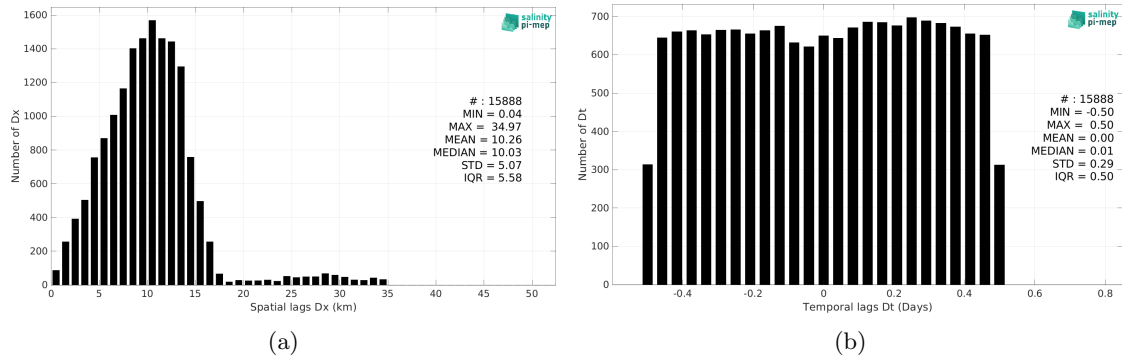 1600
1400
1200
1000
800
600
400
200
0
Number of Dx
salinity
pi-mep
# : 15888
MIN = 0.04
MAX = 34.97
MEAN = 10.26
MEDIAN = 10.03
STD = 5.07
IQR = 5.58
0 5 10 15 20 25 30 35 40 45 50
Spatial lags Dx (km)
(a)
700
600
500
400
300
200
100
0
Number of Dt
salinity
pi-mep
# : 15888
MIN = -0.50
MAX = 0.50
MEAN = 0.00
MEDIAN = 0.01
STD = 0.29
IQR = 0.50
-0.4 -0.2 0 0.2 0.4 0.6 0.8
Temporal lags Dt (Days)
(b)